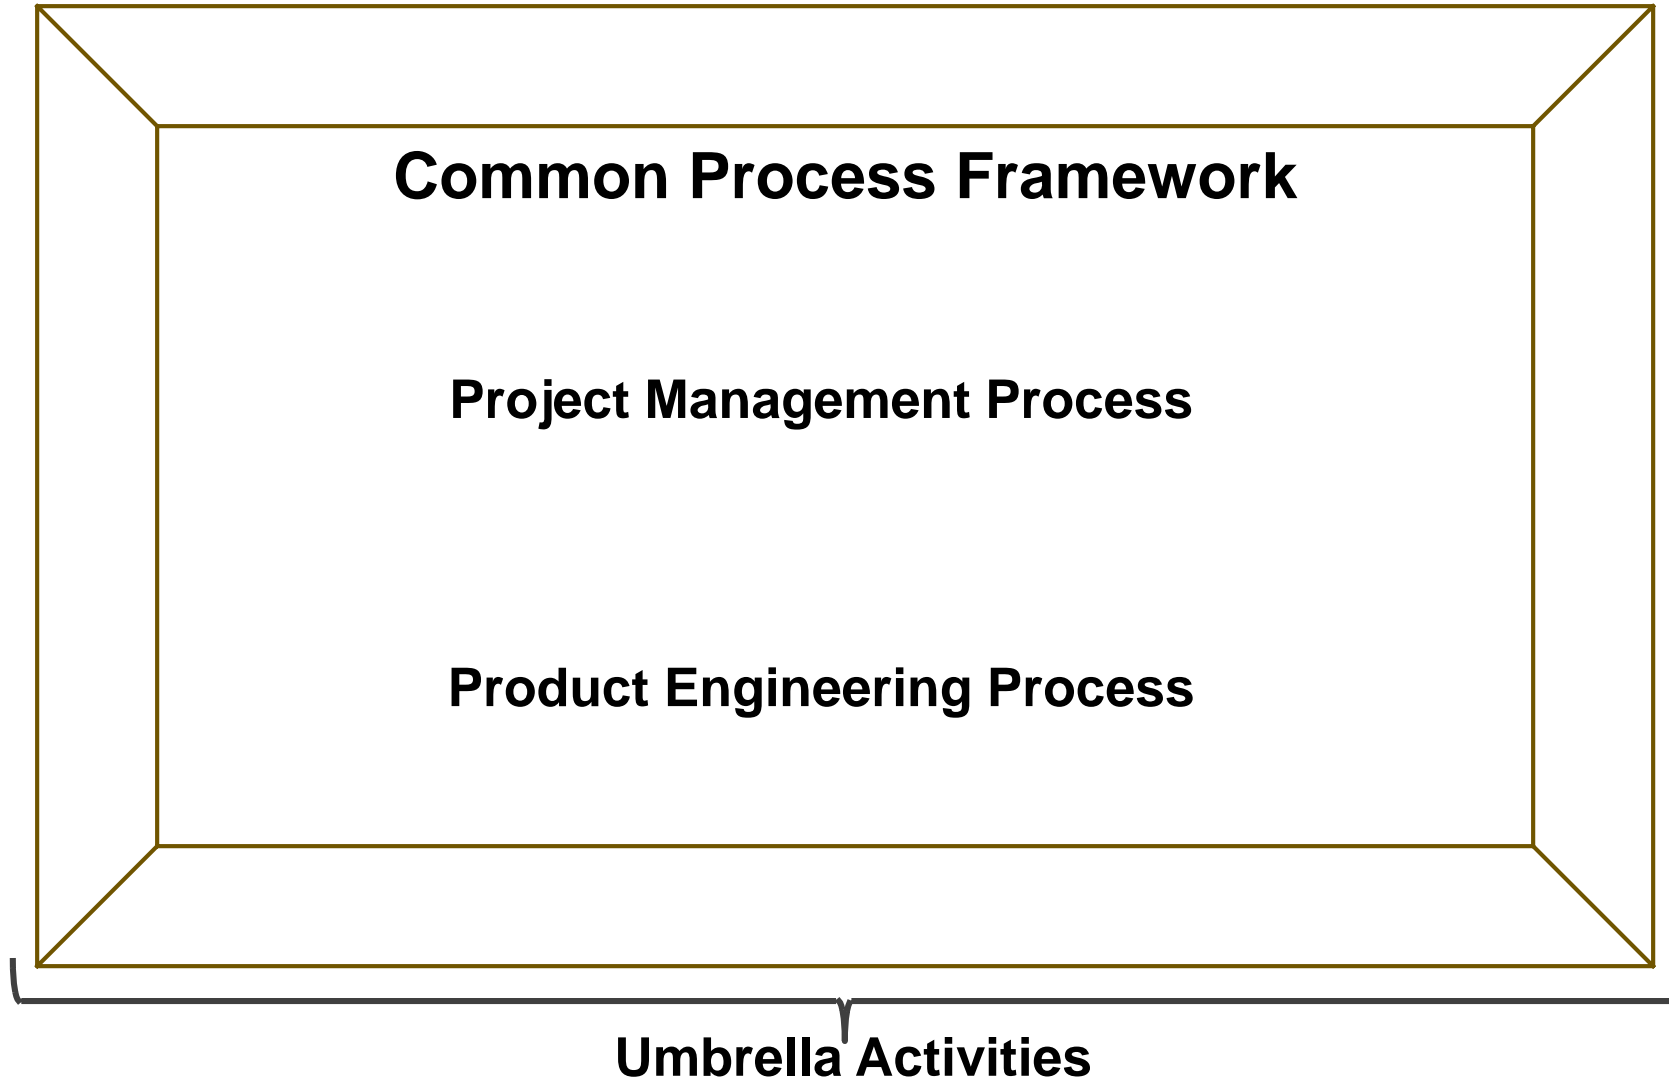 Common Process Framework
Project Management Process
Product Engineering Process
Umbrella Activities